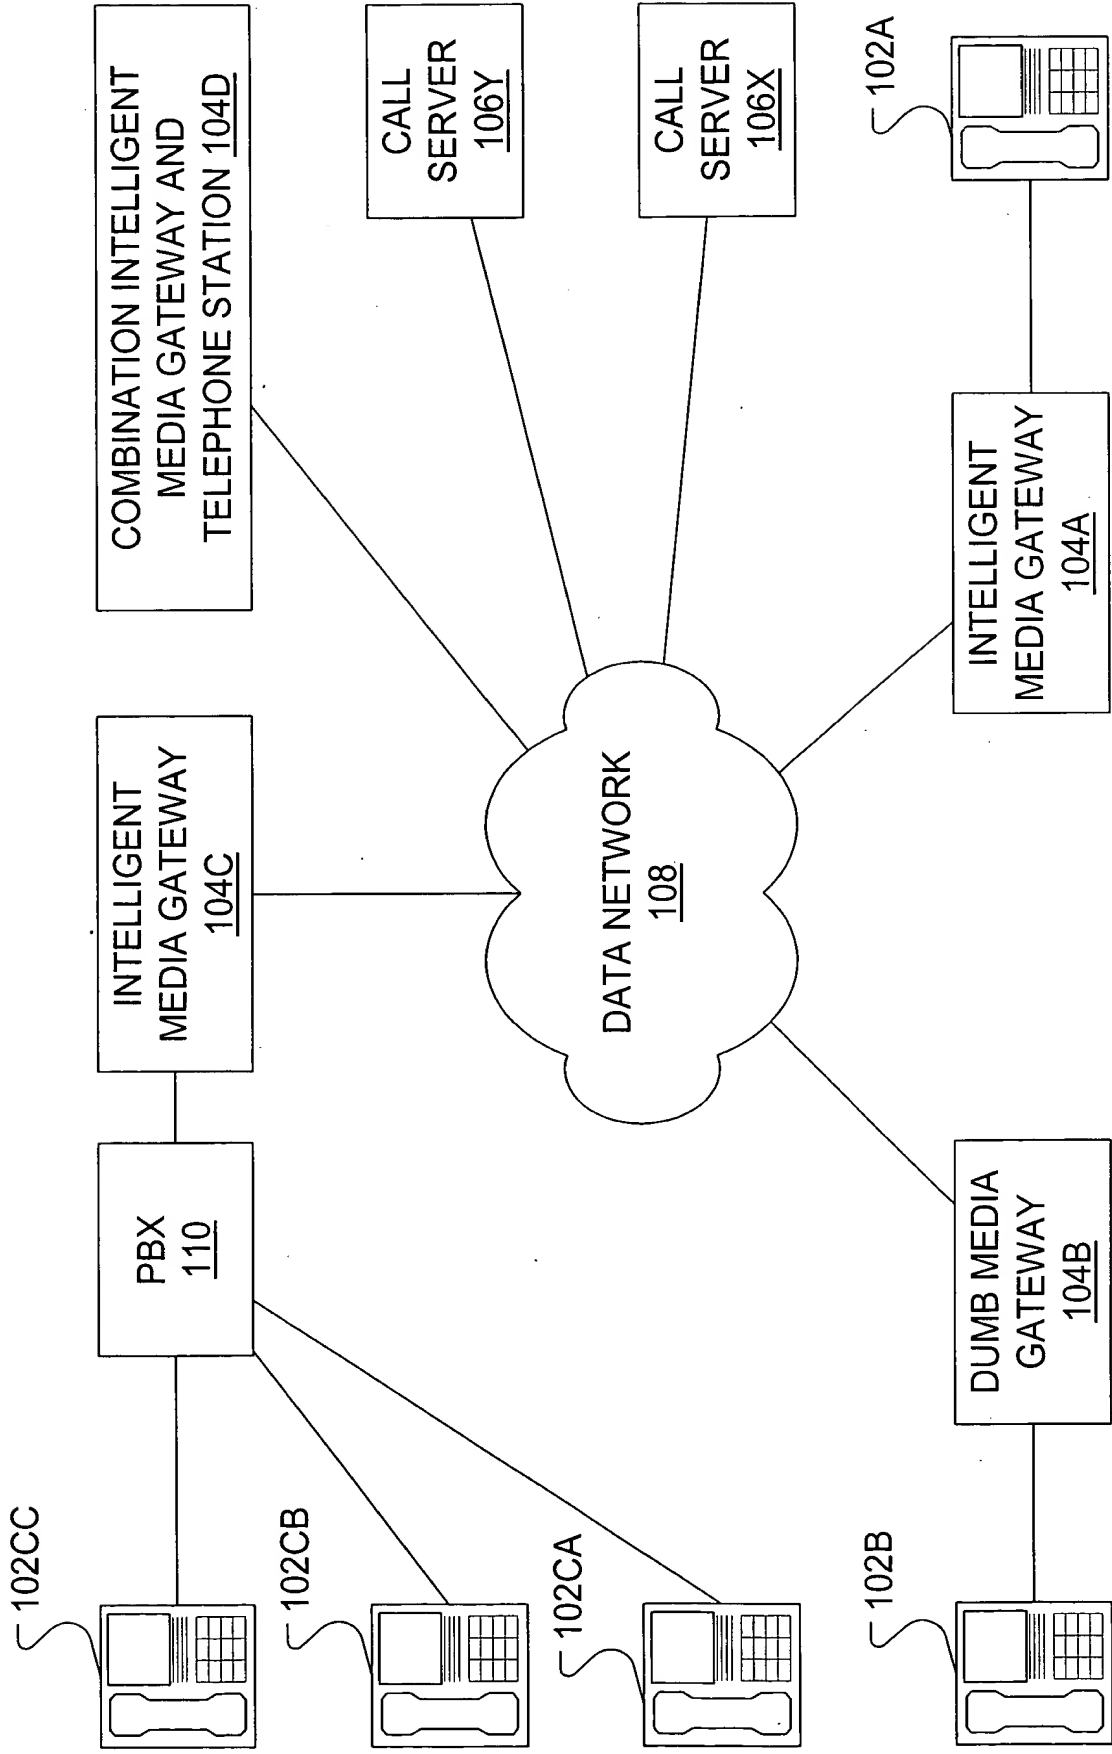 102CC
102CB
102CA
102B
PBX
110
INTELLIGENT
MEDIA GATEWAY
104C
COMBINATION INTELLIGENT
MEDIA GATEWAY AND
TELEPHONE STATION 104D
CALL
SERVER
106Y
CALL
SERVER
106X
DATA NETWORK
108
DUMB MEDIA
GATEWAY
104B
INTELLIGENT
MEDIA GATEWAY
104A
102A